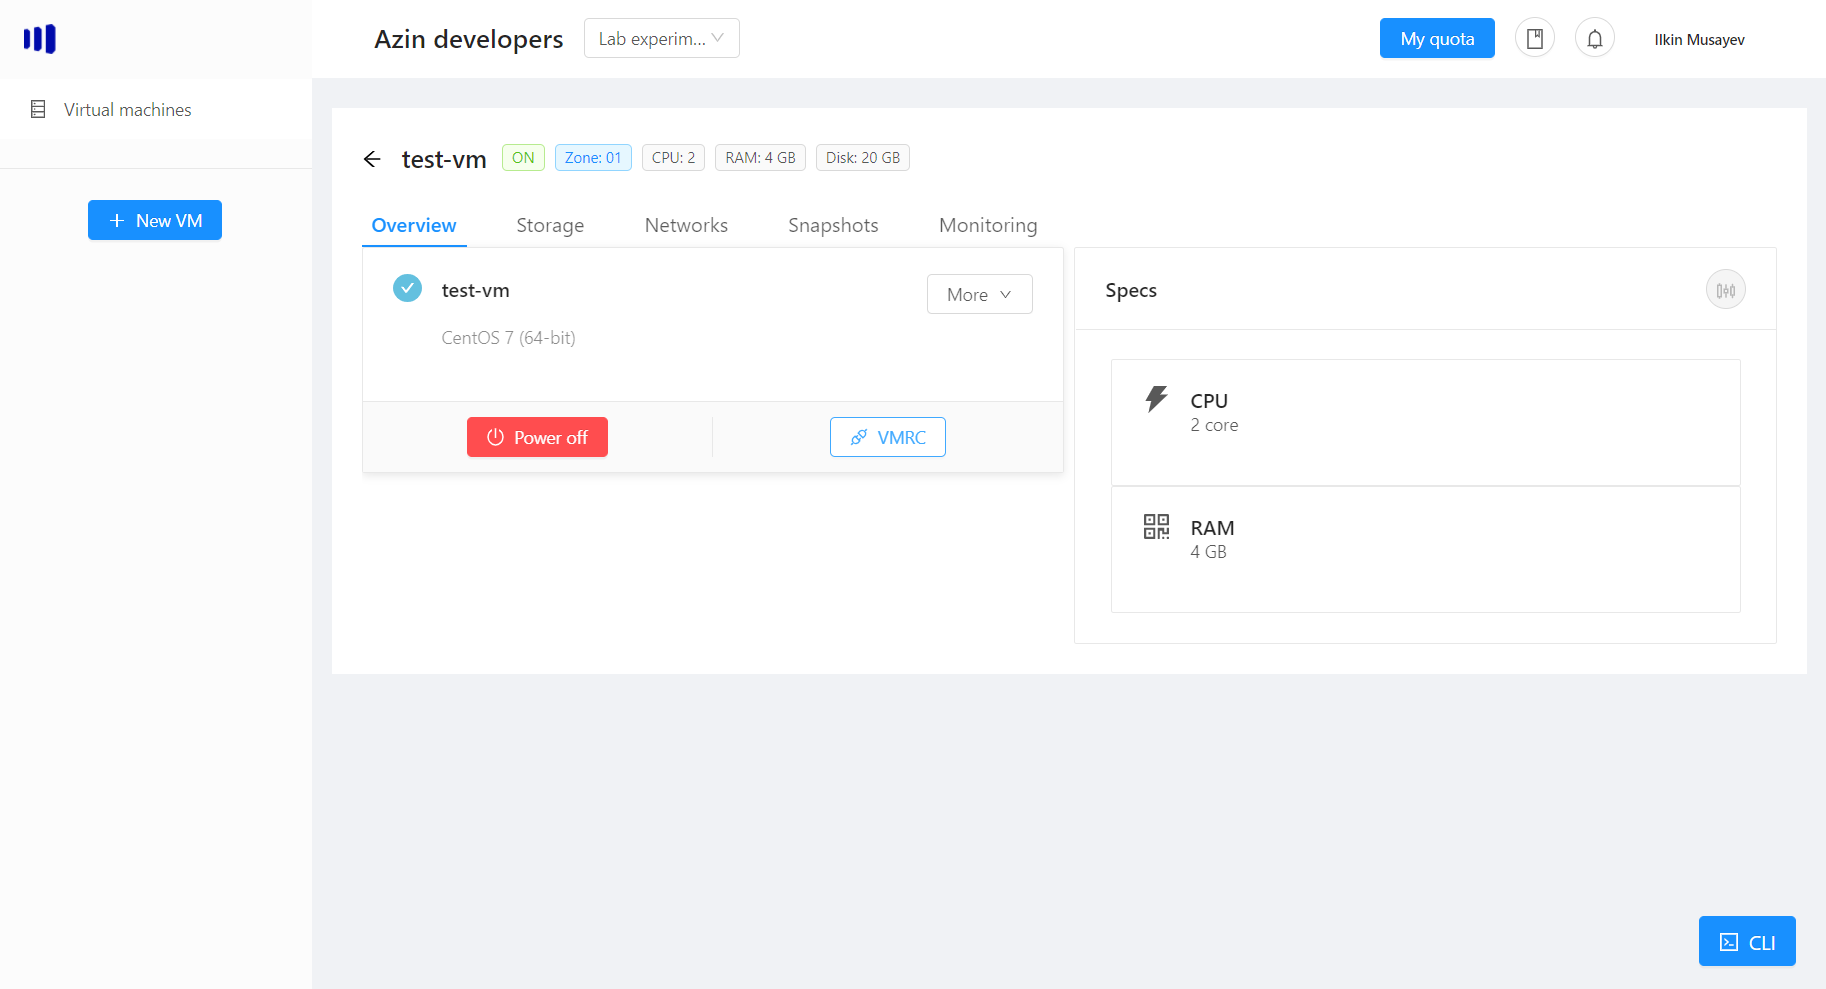 Azin developers
Lab experim...
My quota
Ilkin Musayev
Virtual machines
New VM
test-vm
ON
Zone: 01
CPU: 2
RAM: 4 GB
Disk: 20 GB
Overview
Storage
Networks
Snapshots
Monitoring
test-vm
More
CentOS 7 (64-bit)
Power off
VMRC
Specs
CPU
2 core
RAM
4 GB
CLI